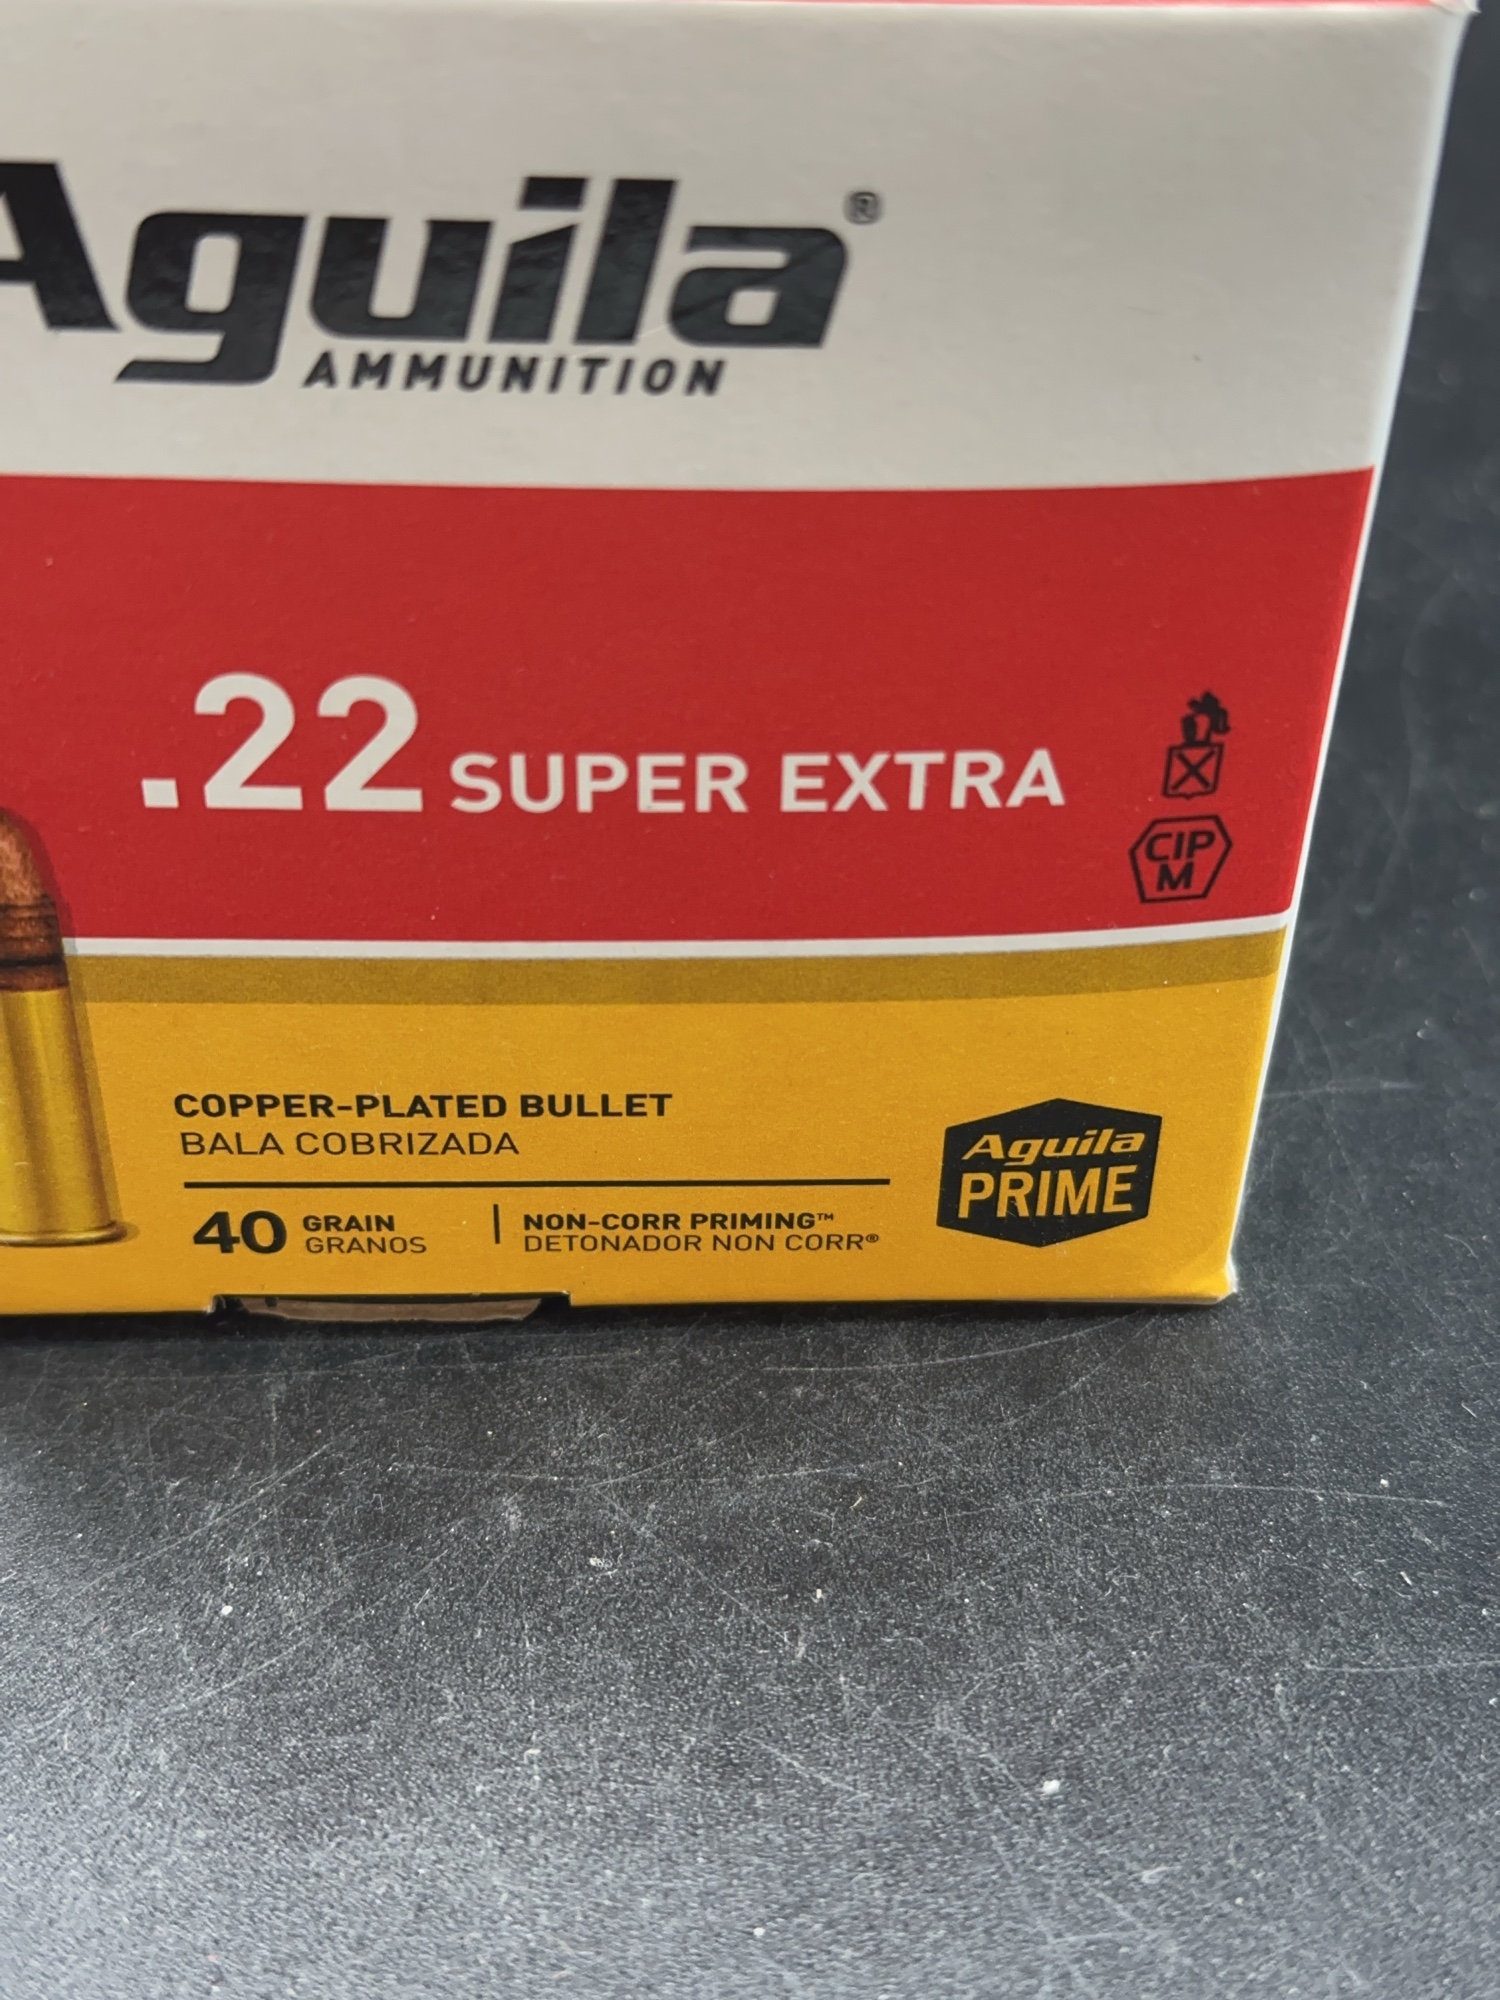 Aguila®
AMMUNITION
.22 SUPER EXTRA
CIP
M
COPPER-PLATED BULLET
BALA COBRIZADA
40 GRAIN
GRANOS
NON-CORR PRIMING™
DETONADOR NON CORR®
Aguila
PRIME